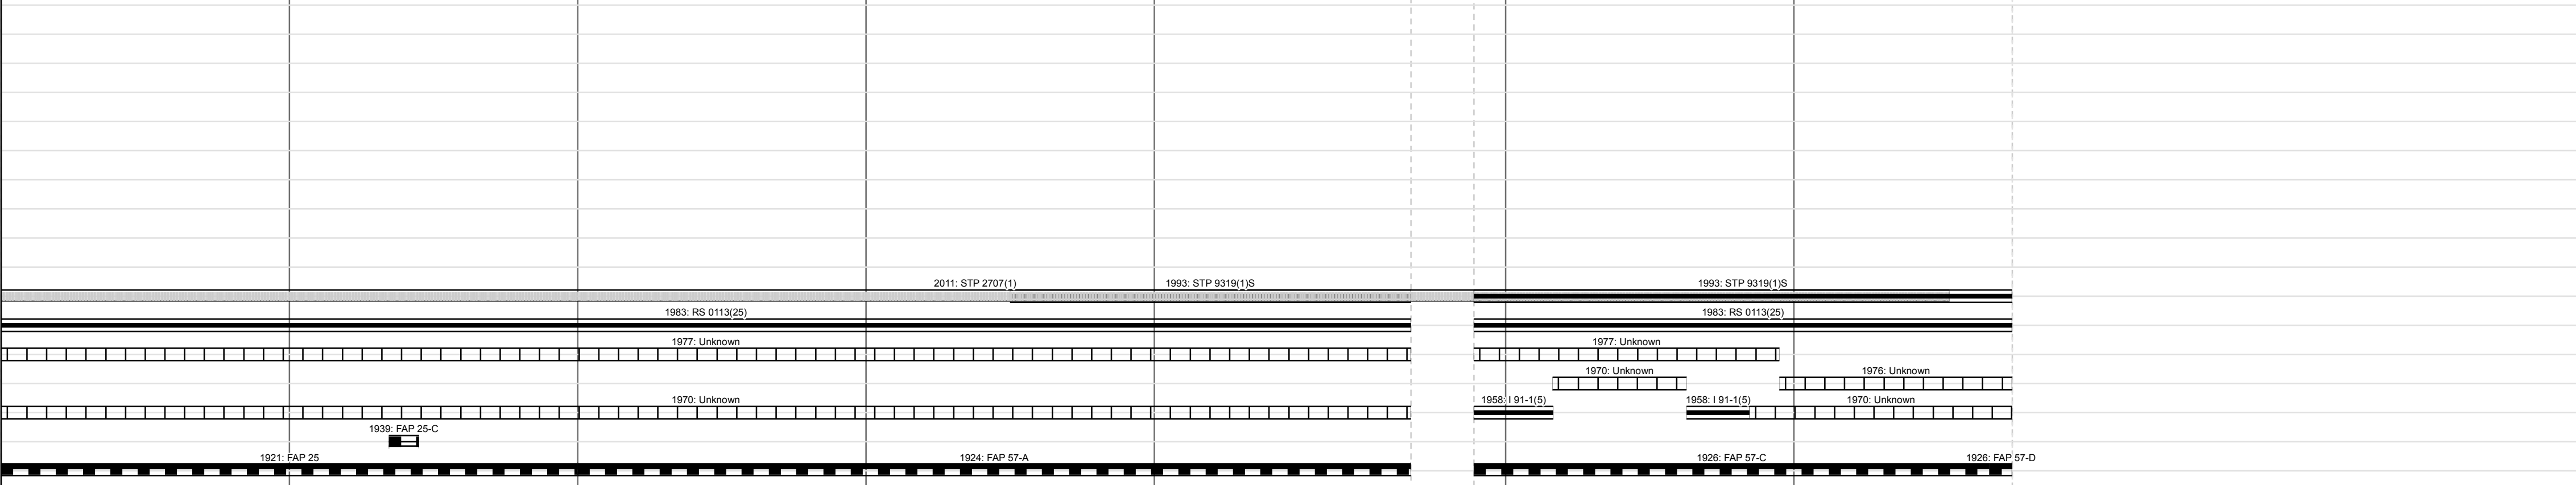 2011: STP 2707(1) 1993: STP 9319(1)S 1993: STP 9319(1)S
1983: RS 0113(25) 1983: RS 0113(25)
1977: Unknown 1977: Unknown
1970: Unknown 1976: Unknown
1970: Unknown 1958: I 91-1(5) 1958: I 91-1(5) 1970: Unknown
1939: FAP 25-C
1921: FAP 25 1924: FAP 57-A 1926: FAP 57-C 1926: FAP 57-D